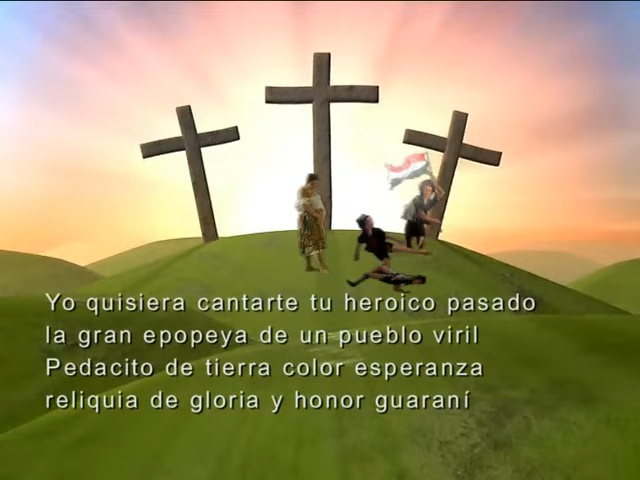 Yo quisiera cantarte tu heroico pasado
la gran epopeya de un pueblo viril
Pedacito de tierra color esperanza
reliquia de gloria y honor guaraní